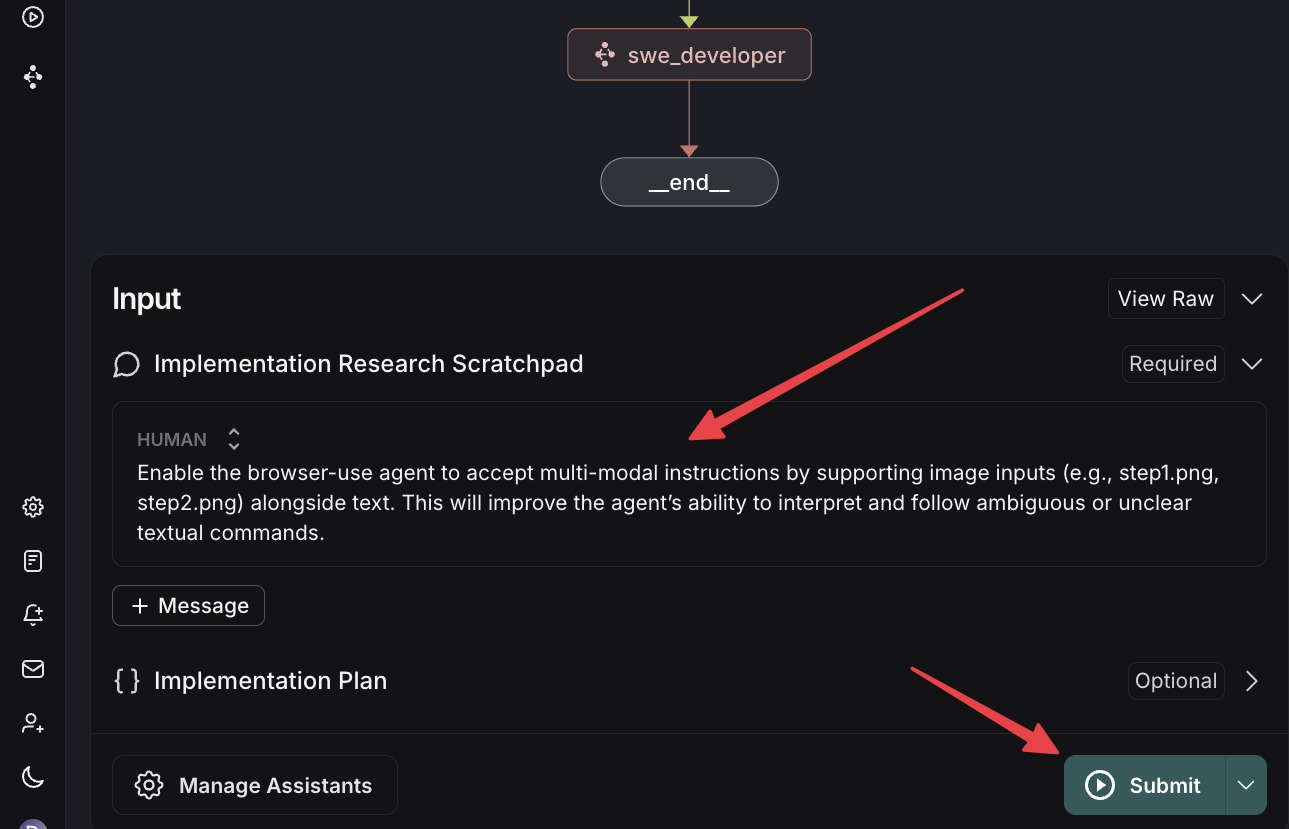 swe_developer
__end__
Input
View Raw
Implementation Research Scratchpad
Required
HUMAN
Enable the browser-use agent to accept multi-modal instructions by supporting image inputs (e.g., step1.png,
step2.png) alongside text. This will improve the agent’s ability to interpret and follow ambiguous or unclear
textual commands.
+ Message
{ } Implementation Plan
Optional
Manage Assistants
Submit